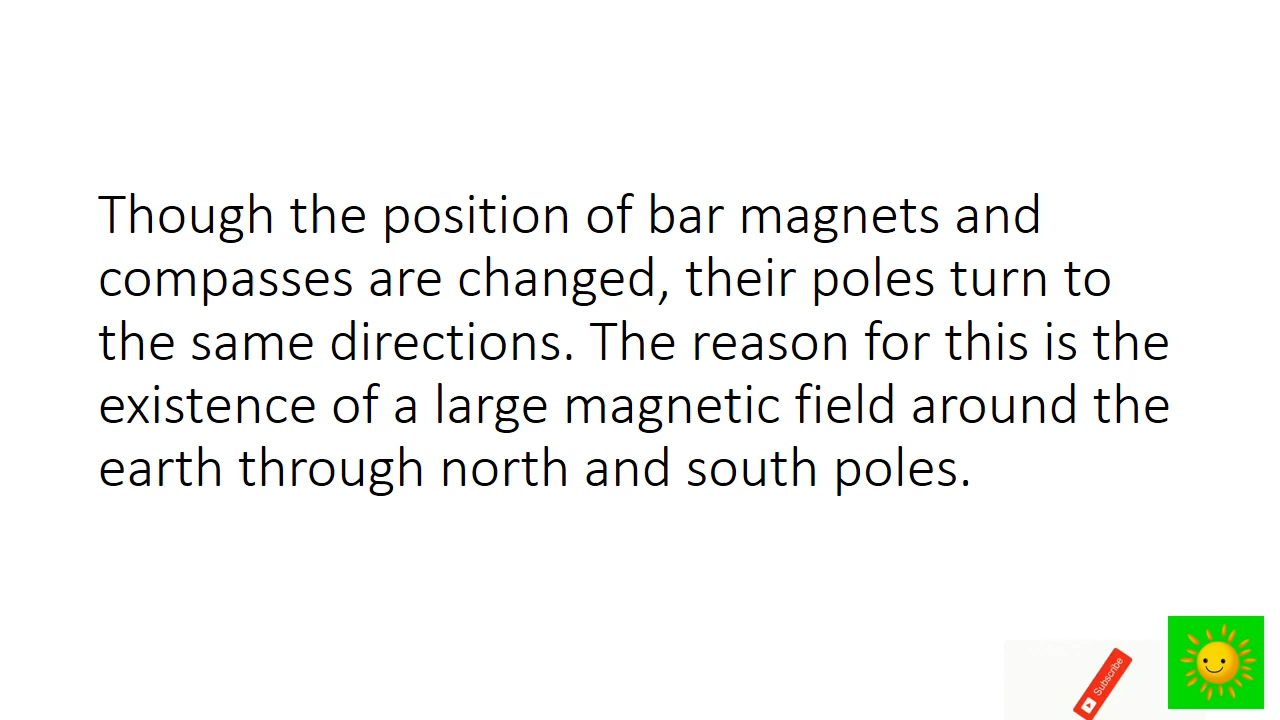 Though the position of bar magnets and
compasses are changed, their poles turn to
the same directions. The reason for this is the
existence of a large magnetic field around the
earth through north and south poles.
Subscribe